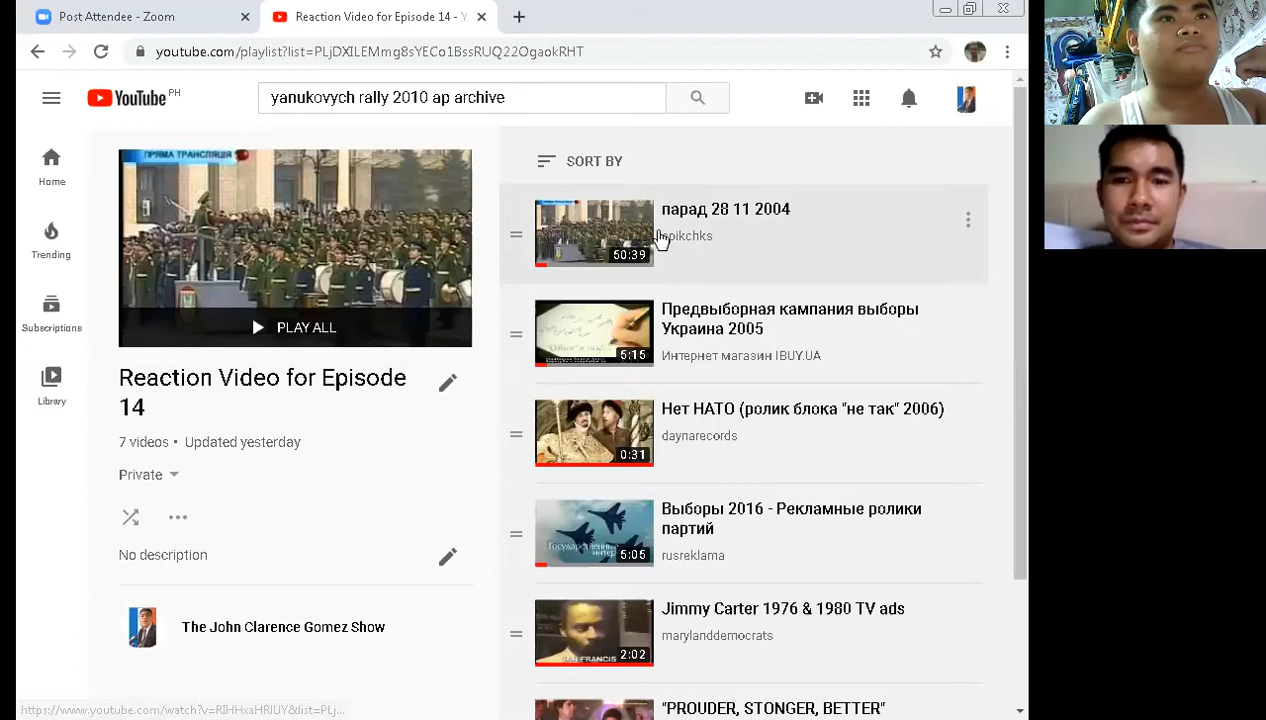 Post Attendee - Zoom
Reaction Video for Episode 14 - Y
youtube.com/playlist?list=PLjDXILEMmg8sYECo1BssRUQ22OgaokRHT
YouTube PH
yanukovych rally 2010 ap archive
Home
Trending
Subscriptions
Library
ПРЯМА ТРАНСЛЯЦІЯ
PLAY ALL
Reaction Video for Episode
14
7 videos • Updated yesterday
Private
No description
The John Clarence Gomez Show
SORT BY
парад 28 11 2004
50:39
Предвыборная кампания выборы
Украина 2005
Интернет магазин IBUY.UA
5:15
Нет НАТО (ролик блока "не так" 2006)
daynarecords
0:31
Выборы 2016 - Рекламные ролики
партий
rusreklama
5:05
Jimmy Carter 1976 & 1980 TV ads
marylanddemocrats
2:02
"PROUDER, STONGER, BETTER"
https://www.youtube.com/watch?v=RIHHxaHRIUY&list=PLj...